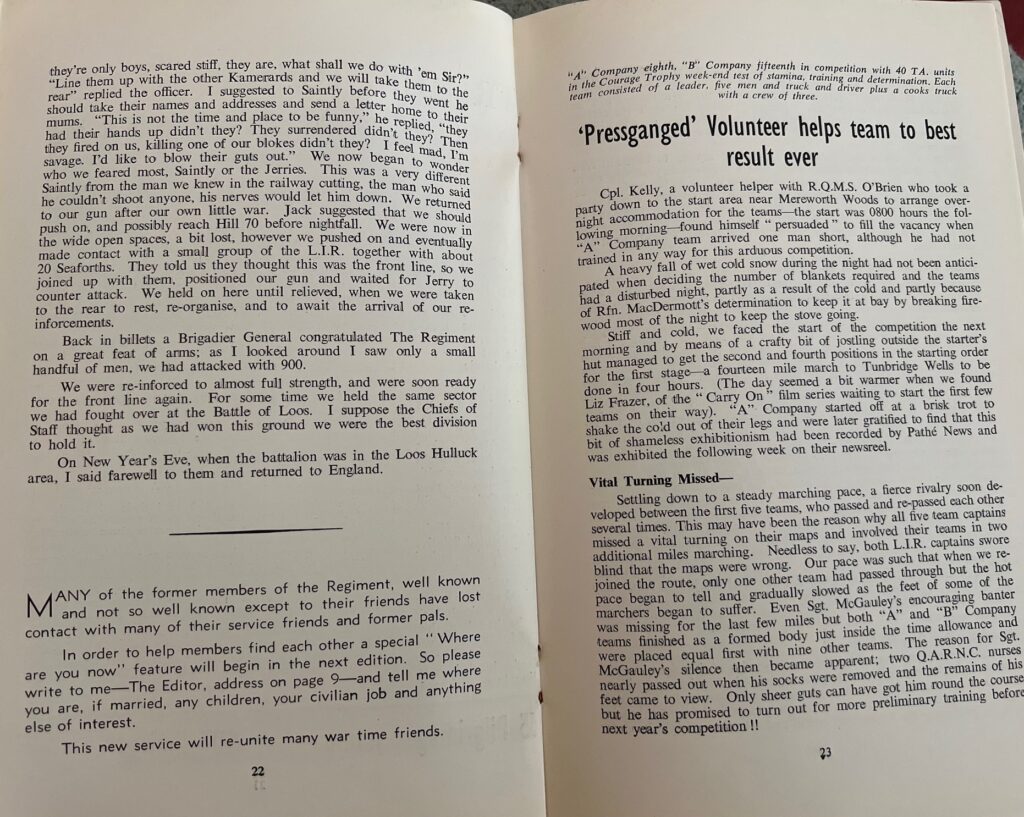 they're only boys, scared stiff, they are, what shall we do with 'em Sir?"
"Line them up with the other Kamerards and we will take them to the
rear" replied the officer. I suggested to Saintly before they went he
should take their names and addresses and send a letter home to their
mums. "This is not the time and place to be funny," he replied, "they
had their hands up didn't they? They surrendered didn't they? Then
they fired on us, killing one of our blokes didn't they? I feel mad, I'm
savage. I'd like to blow their guts out." We now began to wonder
who we feared most, Saintly or the Jerries. This was a very different
Saintly from the man we knew in the railway cutting, the man who said
he couldn't shoot anyone, his nerves would let him down. We returned
to our gun after our own little war. Jack suggested that we should
push on, and possibly reach Hill 70 before nightfall. We were now in
the wide open spaces, a bit lost, however we pushed on and eventually
made contact with a small group of the L.I.R. together with about
20 Seaforths. They told us they thought this was the front line, so we
joined up with them, positioned our gun and waited for Jerry to
counter attack. We held on here until relieved, when we were taken
to the rear to rest, re-organise, and to await the arrival of our re-
inforcements.
Back in billets a Brigadier General congratulated The Regiment
on a great feat of arms; as I looked around I saw only a small
handful of men, we had attacked with 900.
We were re-inforced to almost full strength, and were soon ready
for the front line again. For some time we held the same sector
we had fought over at the Battle of Loos. I suppose the Chiefs of
Staff thought as we had won this ground we were the best division
to hold it.
On New Year's Eve, when the battalion was in the Loos Hulluck
area, I said farewell to them and returned to England.
MANY of the former members of the Regiment, well known
and not so well known except to their friends have lost
contact with many of their service friends and former pals.
In order to help members find each other a special "Where
are you now" feature will begin in the next edition. So please
write to me—The Editor, address on page 9—and tell me where
you are, if married, any children, your civilian job and anything
else of interest.
This new service will re-unite many war time friends.
22
"A" Company eighth, "B" Company fifteenth in competition with 40 TA. units
in the Courage Trophy week-end test of stamina, training and determination. Each
team consisted of a leader, five men and truck and driver plus a cooks truck
with a crew of three.
'Pressganged' Volunteer helps team to best
result ever
Cpl. Kelly, a volunteer helper with R.Q.M.S. O'Brien who took a
party down to the start area near Mereworth Woods to arrange over-
night accommodation for the teams—the start was 0800 hours the fol-
lowing morning—found himself "persuaded" to fill the vacancy when
"A" Company team arrived one man short, although he had not
trained in any way for this arduous competition.
A heavy fall of wet cold snow during the night had not been antici-
pated when deciding the number of blankets required and the teams
had a disturbed night, partly as a result of the cold and partly because
of Rfn. MacDermott's determination to keep it at bay by breaking fire-
wood most of the night to keep the stove going.
Stiff and cold, we faced the start of the competition the next
morning and by means of a crafty bit of jostling outside the starter's
hut managed to get the second and fourth positions in the starting order
for the first stage—a fourteen mile march to Tunbridge Wells to be
done in four hours. (The day seemed a bit warmer when we found
Liz Frazer, of the "Carry On" film series waiting to start the first few
teams on their way). "A" Company started off at a brisk trot to
shake the cold out of their legs and were later gratified to find that this
bit of shameless exhibitionism had been recorded by Pathé News and
was exhibited the following week on their newsreel.
Vital Turning Missed—
Settling down to a steady marching pace, a fierce rivalry soon de-
veloped between the first five teams, who passed and re-passed each other
several times. This may have been the reason why all five team captains
missed a vital turning on their maps and involved their teams in two
additional miles marching. Needless to say, both L.I.R. captains swore
blind that the maps were wrong. Our pace was such that when we re-
joined the route, only one other team had passed through but the hot
pace began to tell and gradually slowed as the feet of some of the
marchers began to suffer. Even Sgt. McGauley's encouraging banter
was missing for the last few miles but both "A" and "B" Company
teams finished as a formed body just inside the time allowance and
were placed equal first with nine other teams. The reason for Sgt.
McGauley's silence then became apparent; two Q.A.R.N.C. nurses
nearly passed out when his socks were removed and the remains of his
feet came to view. Only sheer guts can have got him round the course
but he has promised to turn out for more preliminary training before
next year's competition!!
23